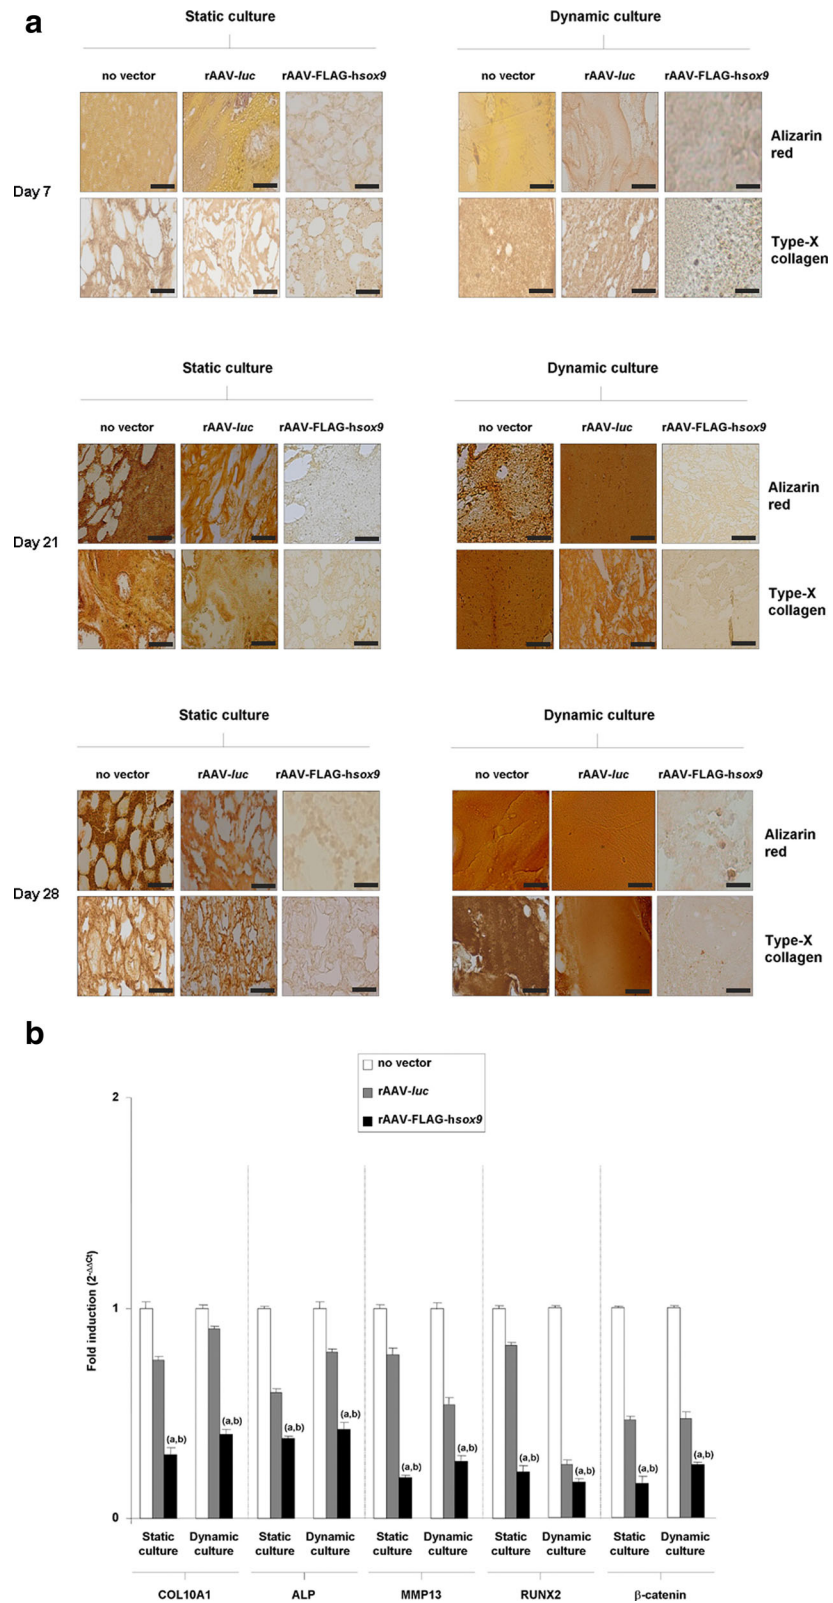 a
Static culture Dynamic culture
no vector rAAV-luc rAAV-FLAG-hsox9 no vector rAAV-luc rAAV-FLAG-hsox9
Alizarin
red
Day 7
Type-X
collagen
Static culture Dynamic culture
no vector rAAV-luc rAAV-FLAG-hsox9 no vector rAAV-luc rAAV-FLAG-hsox9
Alizarin
red
Day 21
Type-X
collagen
Static culture Dynamic culture
no vector rAAV-luc rAAV-FLAG-hsox9 no vector rAAV-luc rAAV-FLAG-hsox9
Alizarin
red
Day 28
Type-X
collagen
b
no vector
rAAV-luc
rAAV-FLAG-hsox9
2
1
0
Fold induction (2-ΔΔCt)
(a,b) (a,b) (a,b) (a,b) (a,b) (a,b) (a,b) (a,b) (a,b) (a,b)
Static Dynamic Static Dynamic Static Dynamic Static Dynamic Static Dynamic
culture culture culture culture culture culture culture culture culture culture
COL10A1 ALP MMP13 RUNX2 β-catenin